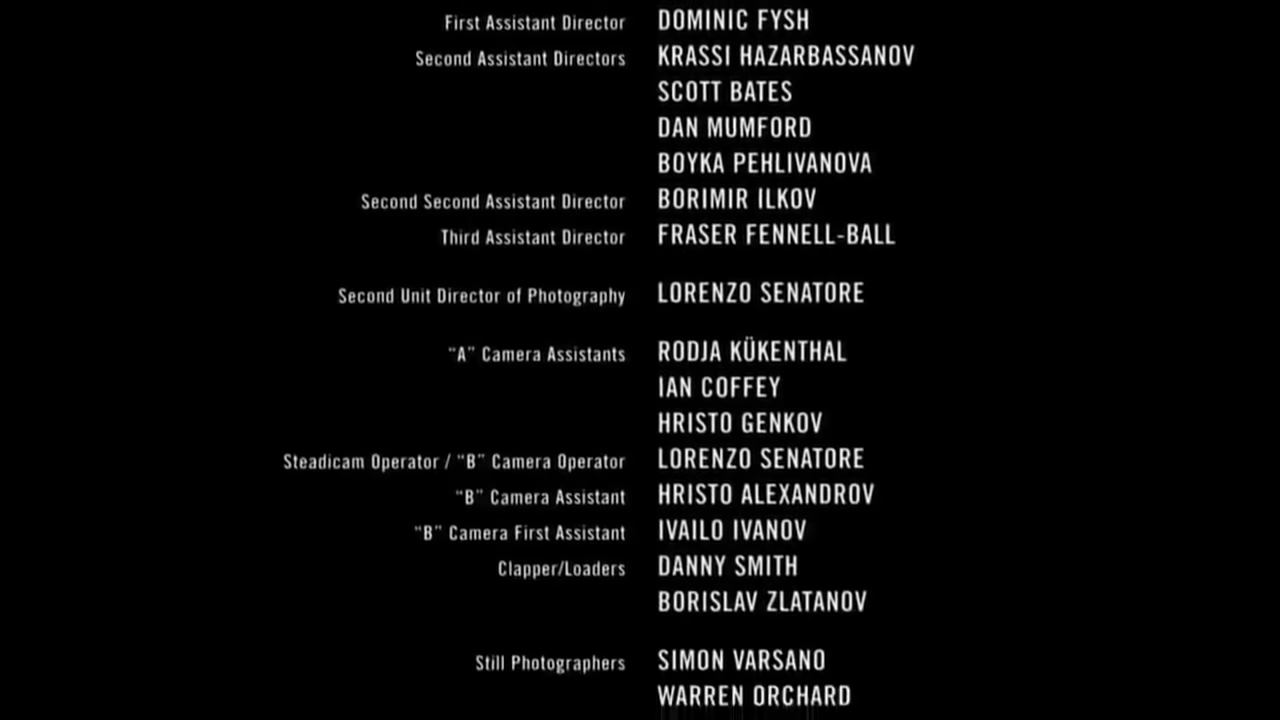 First Assistant Director DOMINIC FYSH
Second Assistant Directors KRASSI HAZARBASSANOV
SCOTT BATES
DAN MUMFORD
BOYKA PEHLIVANOVA
Second Second Assistant Director BORIMIR ILKOV
Third Assistant Director FRASER FENNELL-BALL
Second Unit Director of Photography LORENZO SENATORE
“A” Camera Assistants RODJA KÜKENTHAL
IAN COFFEY
HRISTO GENKOV
Steadicam Operator / “B” Camera Operator LORENZO SENATORE
“B” Camera Assistant HRISTO ALEXANDROV
“B” Camera First Assistant IVAILO IVANOV
Clapper/Loaders DANNY SMITH
BORISLAV ZLATANOV
Still Photographers SIMON VARSANO
WARREN ORCHARD